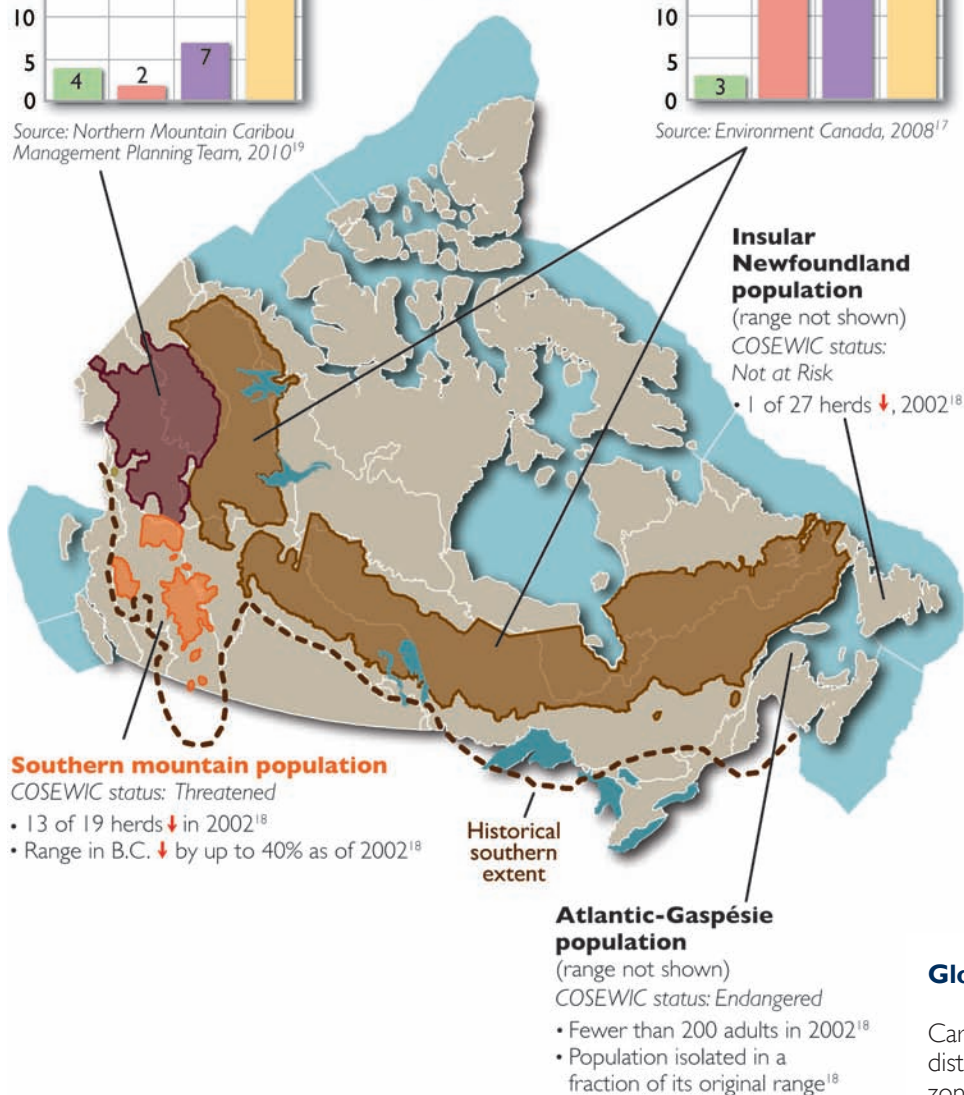 10
5
0
4
2
7
Source: Northern Mountain Caribou
Management Planning Team, 2010¹⁹
10
5
0
3
Source: Environment Canada, 2008¹⁷
Insular
Newfoundland
population
(range not shown)
COSEWIC status:
Not at Risk
• 1 of 27 herds ↓, 2002¹⁸
Southern mountain population
COSEWIC status: Threatened
• 13 of 19 herds ↓ in 2002¹⁸
• Range in B.C. ↓ by up to 40% as of 2002¹⁸
Historical
southern
extent
Atlantic-Gaspésie
population
(range not shown)
COSEWIC status: Endangered
• Fewer than 200 adults in 2002¹⁸
• Population isolated in a
fraction of its original range¹⁸